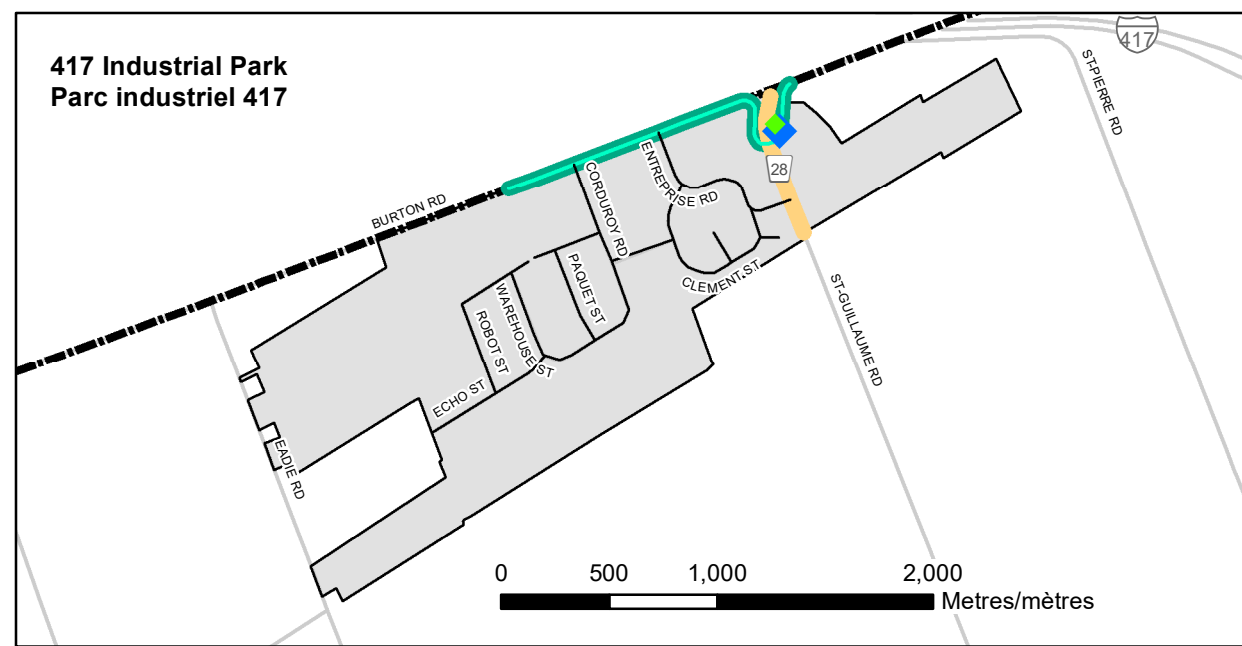 417 Industrial Park
Parc industriel 417
417
ST-PIERRE RD
BURTON RD
ENTREPRISE RD
28
CORDUROY RD
PAQUET ST
CLEMENT ST
WAREHOUSE ST
ROBOT ST
ECHO ST
ST-GUILLAUME RD
EADIE RD
0 500 1,000 2,000
Metres/mètres